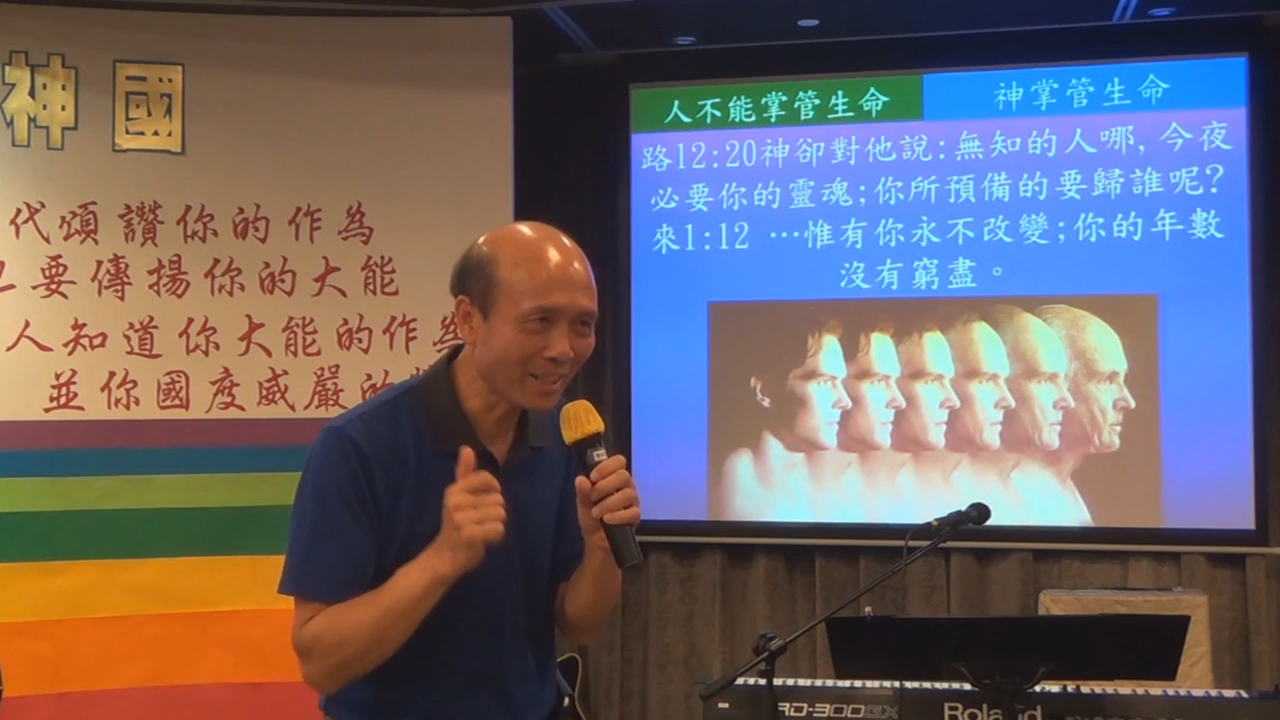 神國
代頌讚你的作為
要傳揚你的大能
人知道你大能的作為
並你國度威嚴的
人不能掌管生命
神掌管生命
路12:20神卻對他說:無知的人哪,今夜
必要你的靈魂;你所預備的要歸誰呢?
來1:12 …惟有你永不改變;你的年數
沒有窮盡。
RD-300GX
Roland